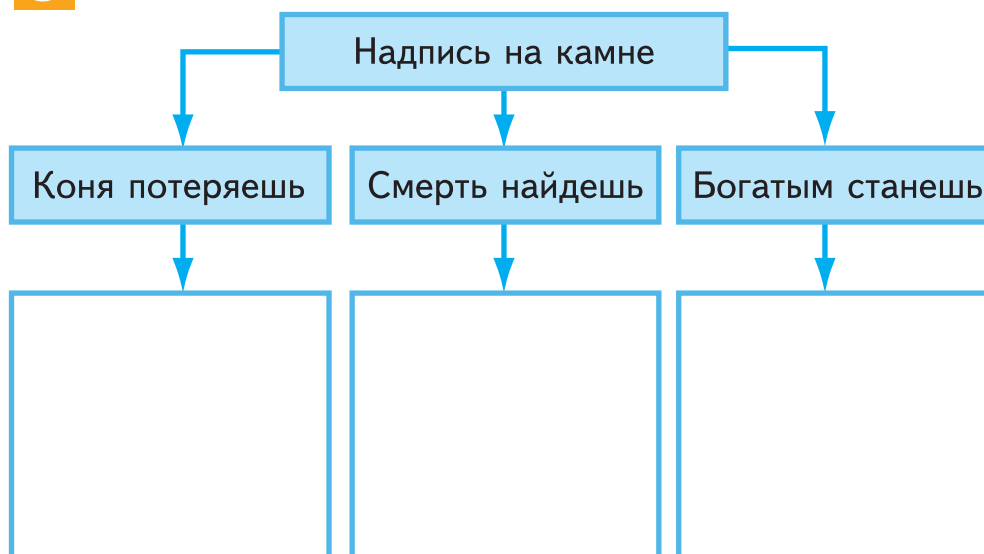 Надпись на камне
Коня потеряешь
Смерть найдешь
Богатым станешь